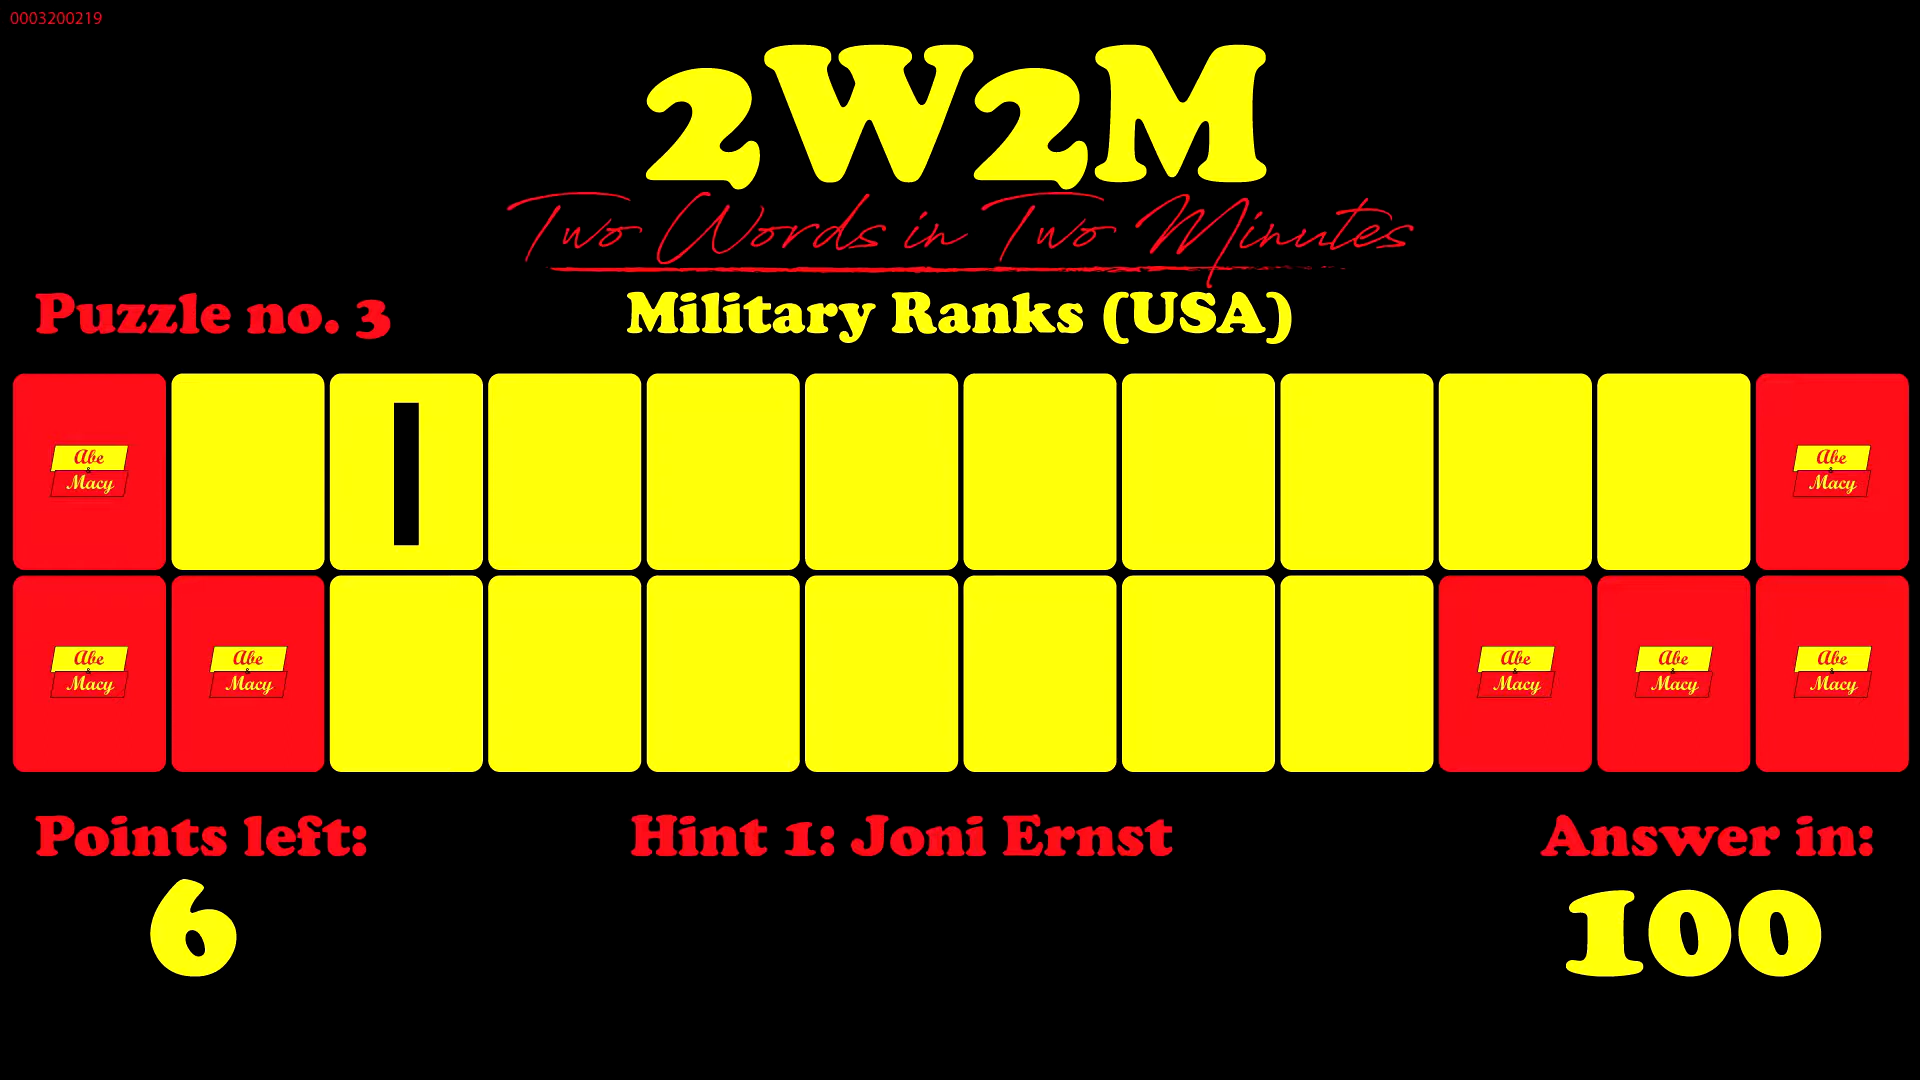 0003200219
2W2M
Two Words in Two Minutes
Puzzle no. 3
Military Ranks (USA)
Abe
&
Macy
I
Abe
&
Macy
Abe
&
Macy
Abe
&
Macy
Abe
&
Macy
Abe
&
Macy
Abe
&
Macy
Points left:
Hint 1: Joni Ernst
Answer in:
6
100